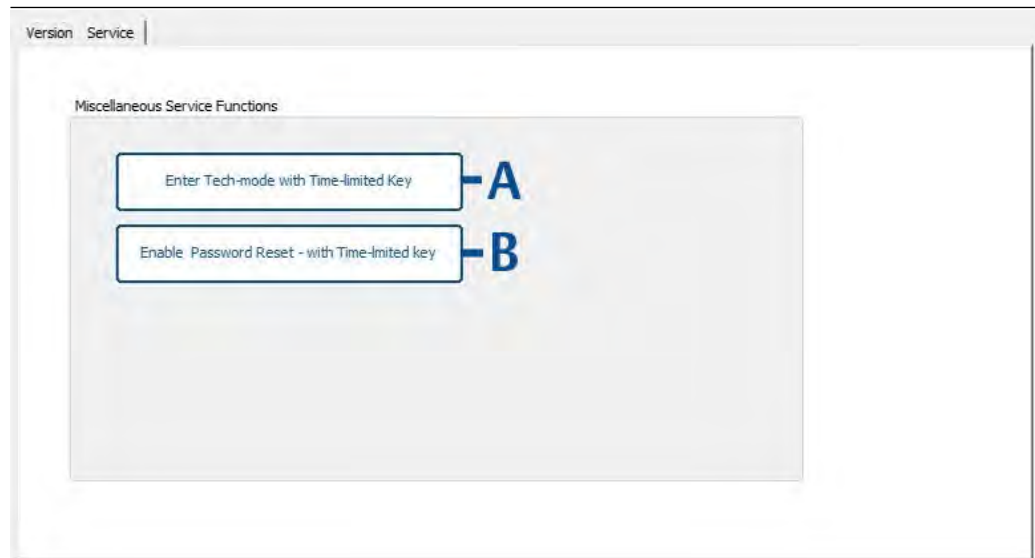 Version Service
Miscellaneous Service Functions
Enter Tech-mode with Time-limited Key
A
Enable Password Reset - with Time-lmited key
B